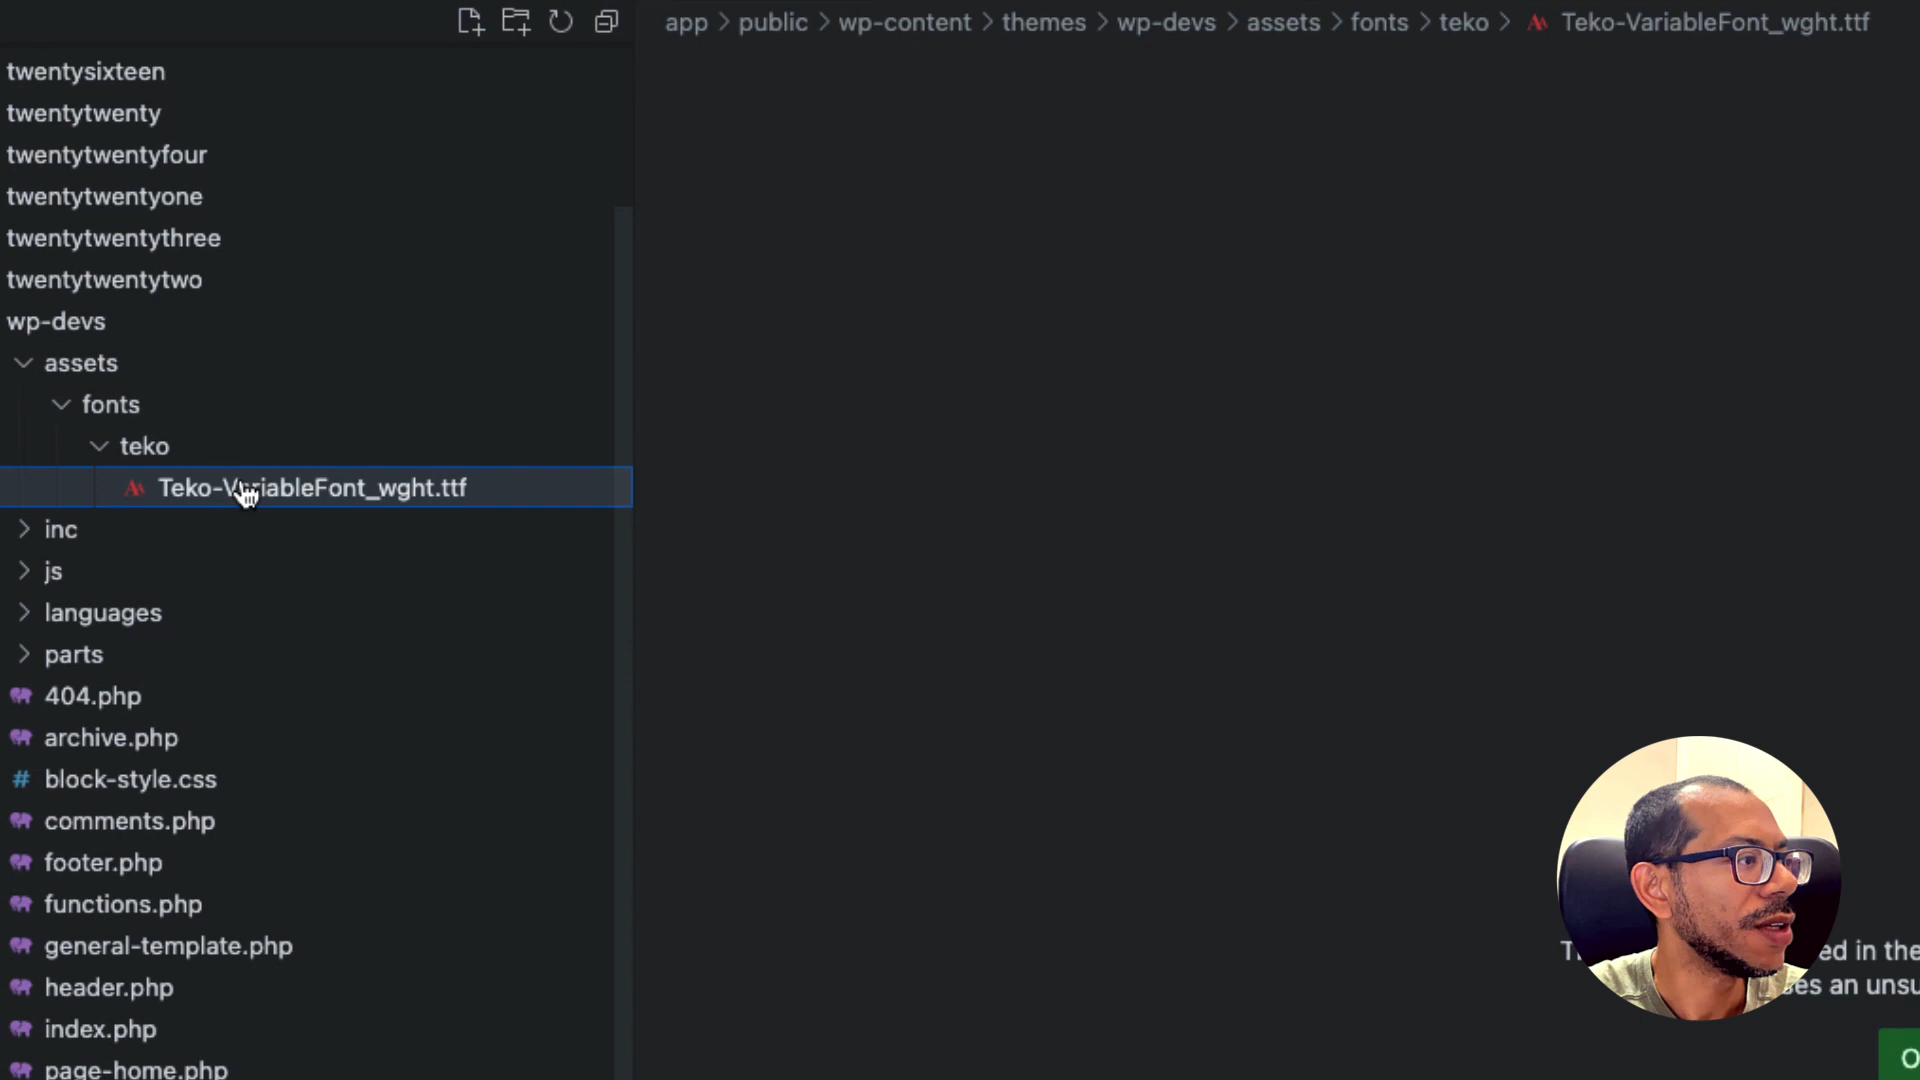 app > public > wp-content > themes > wp-devs > assets > fonts > teko > Teko-VariableFont_wght.ttf
twentysixteen
twentytwenty
twentytwentyfour
twentytwentyone
twentytwentythree
twentytwentytwo
wp-devs
assets
fonts
teko
Teko-VariableFont_wght.ttf
inc
js
languages
parts
404.php
archive.php
block-style.css
comments.php
footer.php
functions.php
general-template.php
header.php
index.php
page-home.php
in the
an